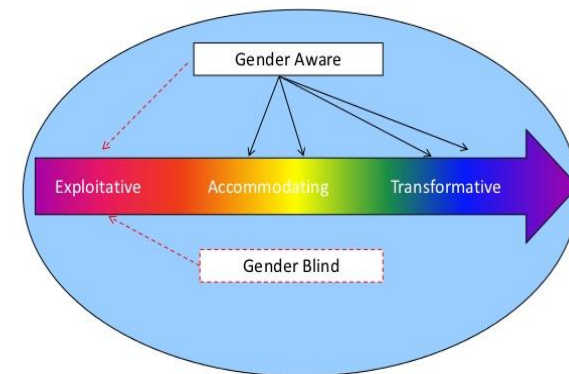 Gender Aware
Exploitative
Accommodating
Transformative
Gender Blind